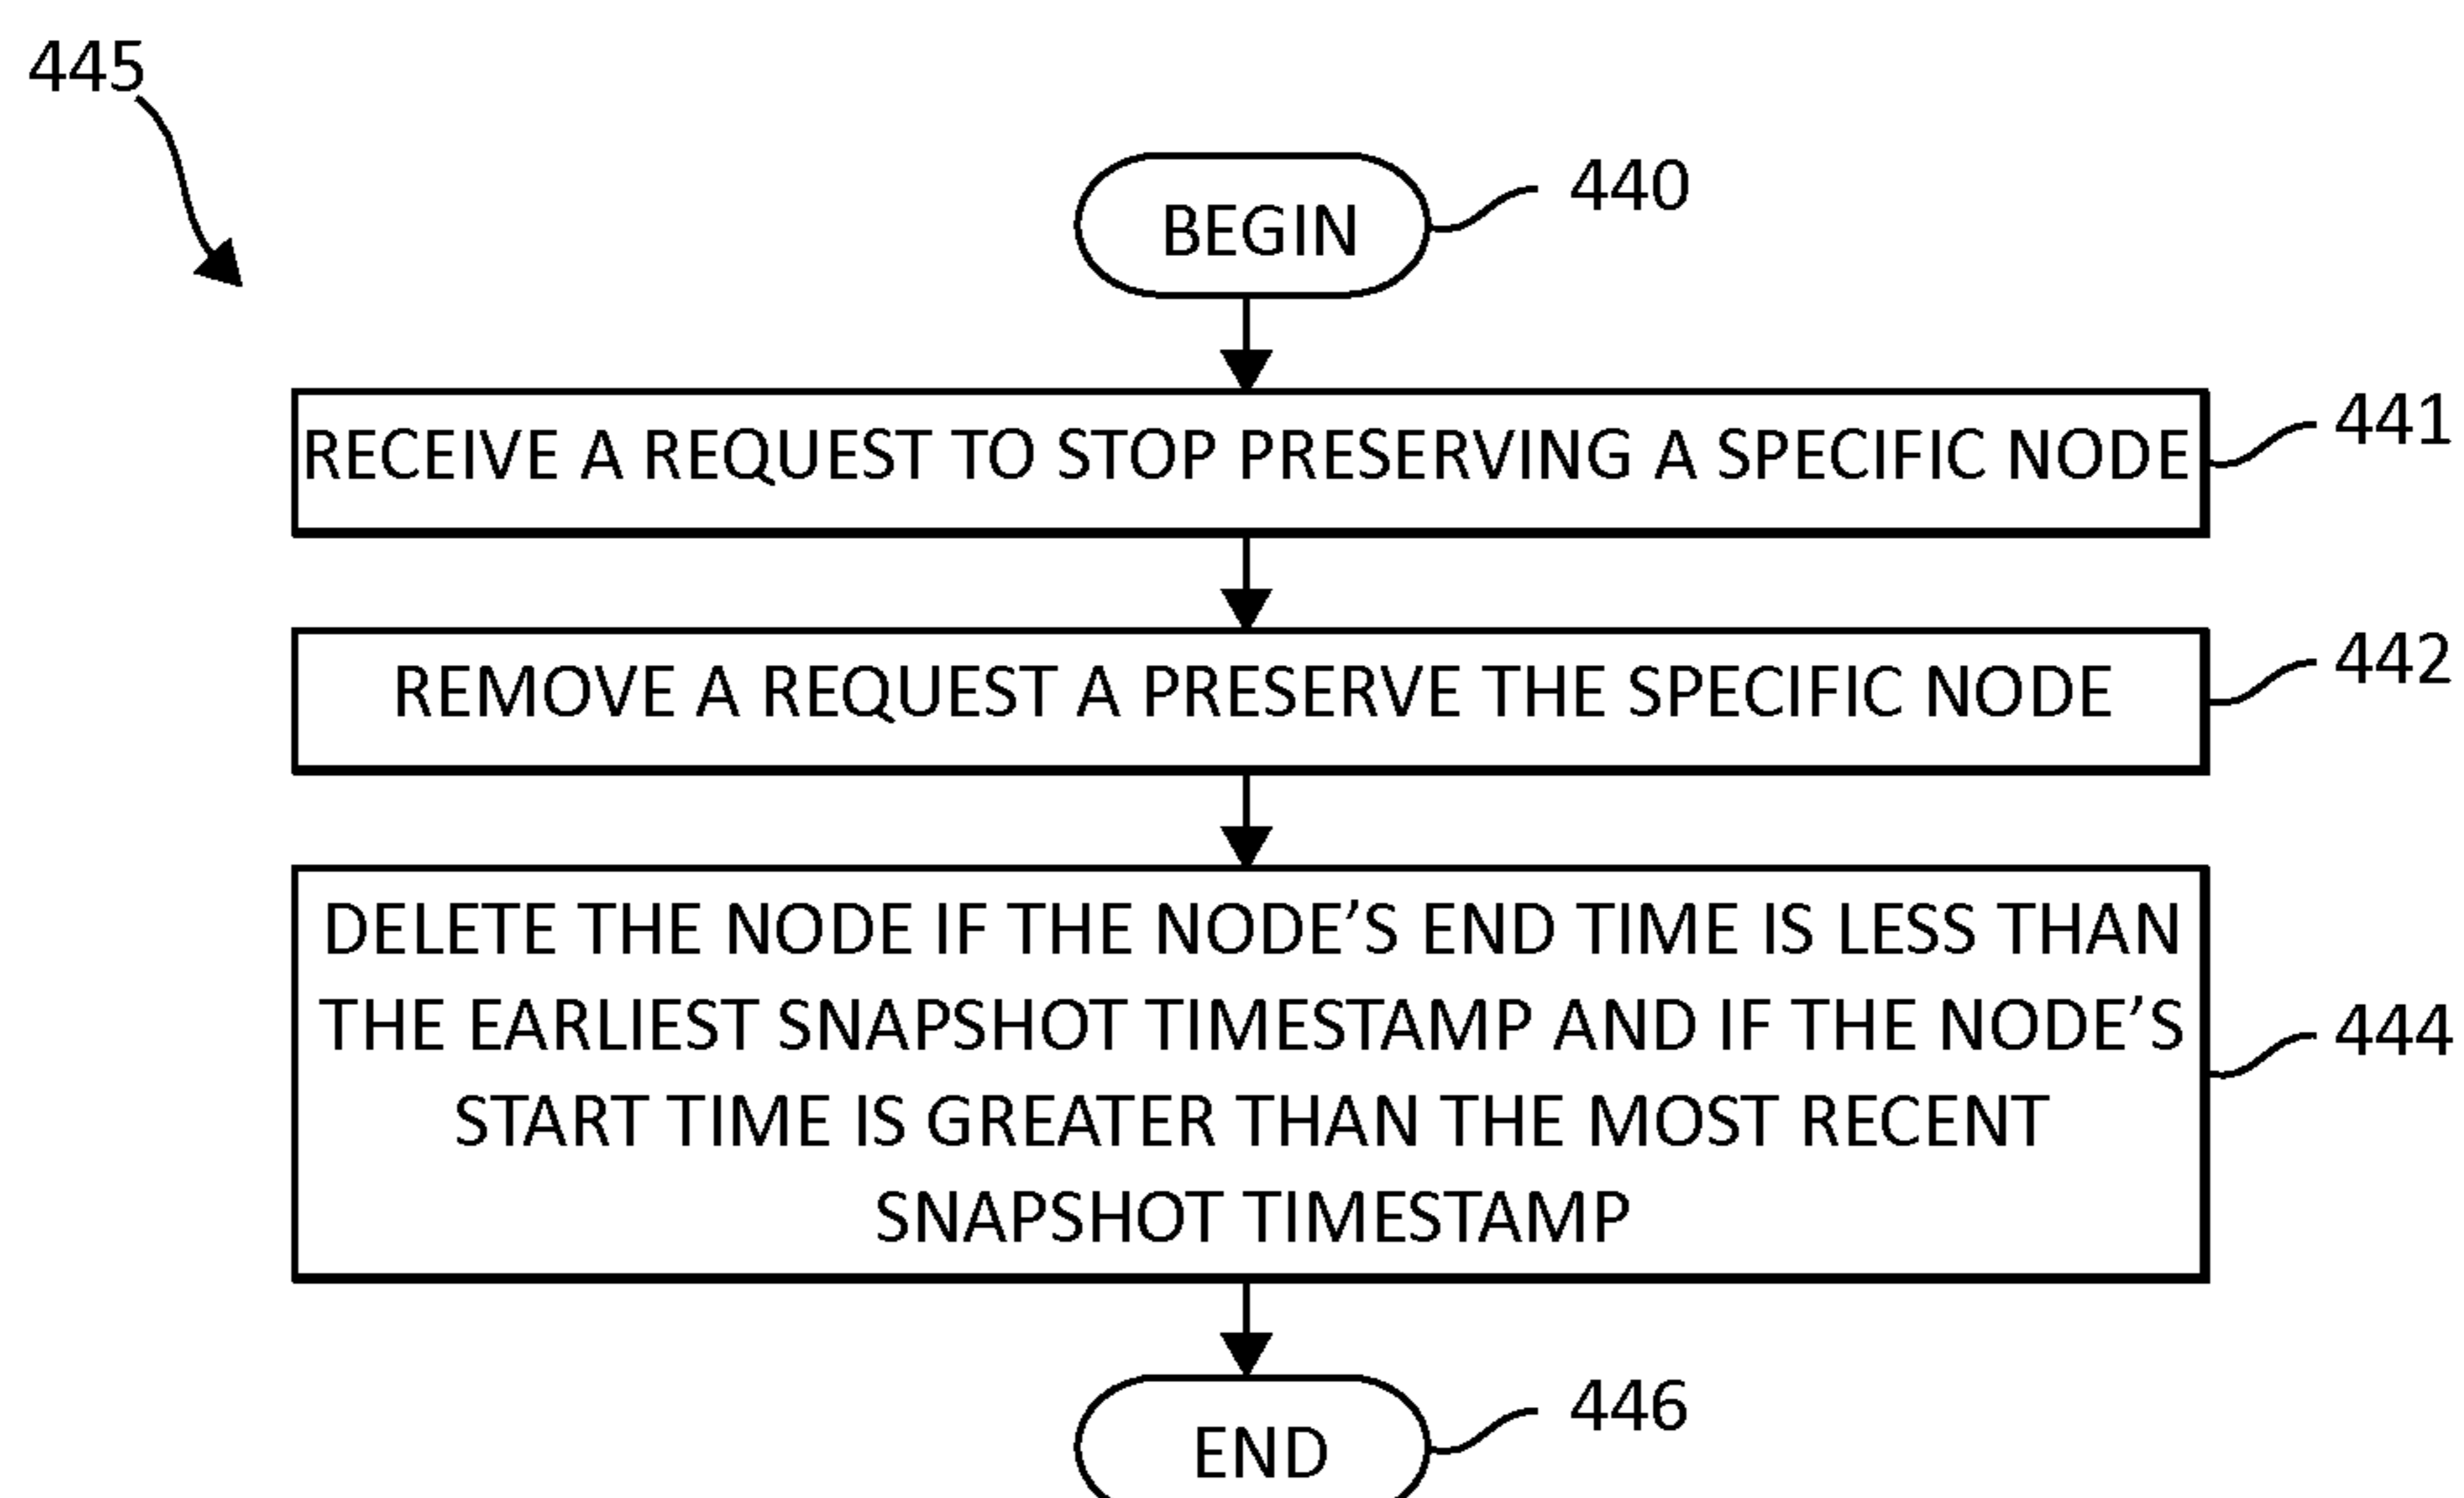 445
BEGIN
440
RECEIVE A REQUEST TO STOP PRESERVING A SPECIFIC NODE
441
REMOVE A REQUEST A PRESERVE THE SPECIFIC NODE
442
DELETE THE NODE IF THE NODE’S END TIME IS LESS THAN
THE EARLIEST SNAPSHOT TIMESTAMP AND IF THE NODE’S
START TIME IS GREATER THAN THE MOST RECENT
SNAPSHOT TIMESTAMP
444
END
446